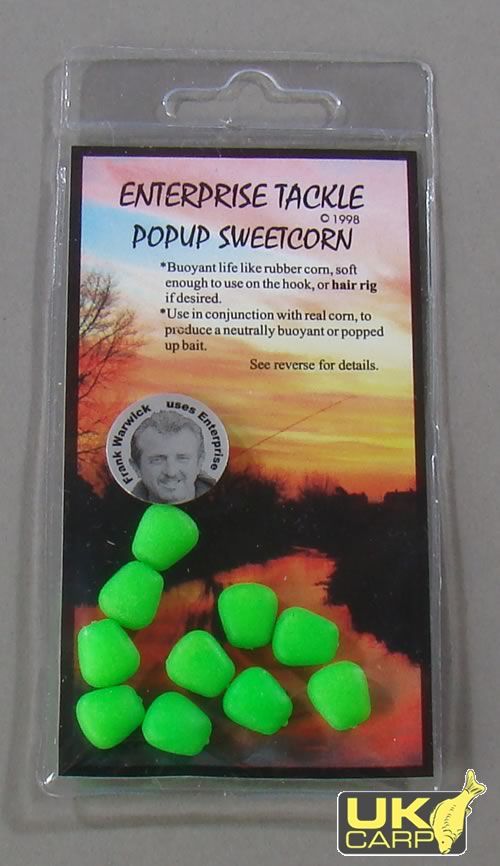 ENTERPRISE TACKLE
© 1998
POPUP SWEETCORN
*Buoyant life like rubber corn, soft
enough to use on the hook, or hair rig
if desired.
*Use in conjunction with real corn, to
produce a neutrally buoyant or popped
up bait.
See reverse for details.
Frank Warwick uses Enterprise
UK
CARP